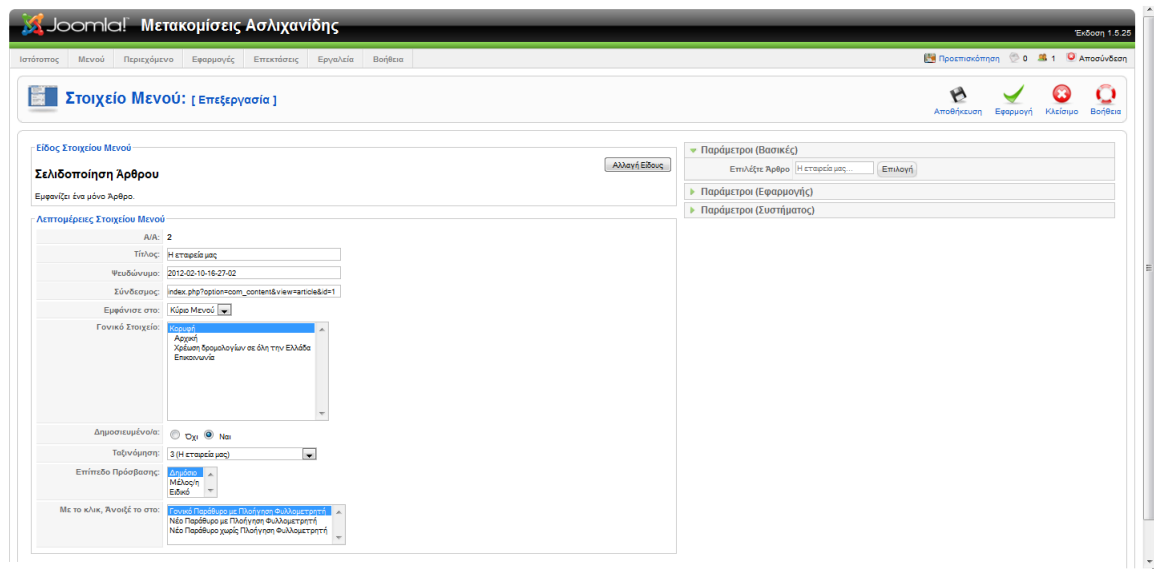 Joomla! Μετακομίσεις Ασλιχανίδης
Έκδοση 1.5.25
Ιστότοπος Μενού Περιεχόμενο Εφαρμογές Επεκτάσεις Εργαλεία Βοήθεια Προεπισκόπηση 0 1 Αποσύνδεση
Στοιχείο Μενού: [ Επεξεργασία ]
Αποθήκευση Εφαρμογή Κλείσιμο Βοήθεια
Είδος Στοιχείου Μενού
Αλλαγή Είδους
Σελιδοποίηση Άρθρου
Εμφανίζει ένα μόνο Άρθρο.
Λεπτομέρειες Στοιχείου Μενού
Α/Α: 2
Τίτλος: Η εταιρεία μας
Ψευδώνυμο: 2012-02-10-16-27-02
Σύνδεσμος: index.php?option=com_content&view=article&id=1
Εμφάνισε στο: Κύριο Μενού
Γονικό Στοιχείο: Κορυφή
Αρχική
Χρέωση δρομολογίων σε όλη την Ελλάδα
Επικοινωνία
Δημοσιευμένο/α: Όχι Ναι
Ταξινόμηση: 3 (Η εταιρεία μας)
Επίπεδο Πρόσβασης: Δημόσιο
Μέλος/η
Ειδικό
Με το κλικ, Άνοιξέ το στο: Γονικό Παράθυρο με Πλοήγηση Φυλλομετρητή
Νέο Παράθυρο με Πλοήγηση Φυλλομετρητή
Νέο Παράθυρο χωρίς Πλοήγηση Φυλλομετρητή
Παράμετροι (Βασικές)
Επιλέξτε Άρθρο Η εταιρεία μας... Επιλογή
Παράμετροι (Εφαρμογής)
Παράμετροι (Συστήματος)